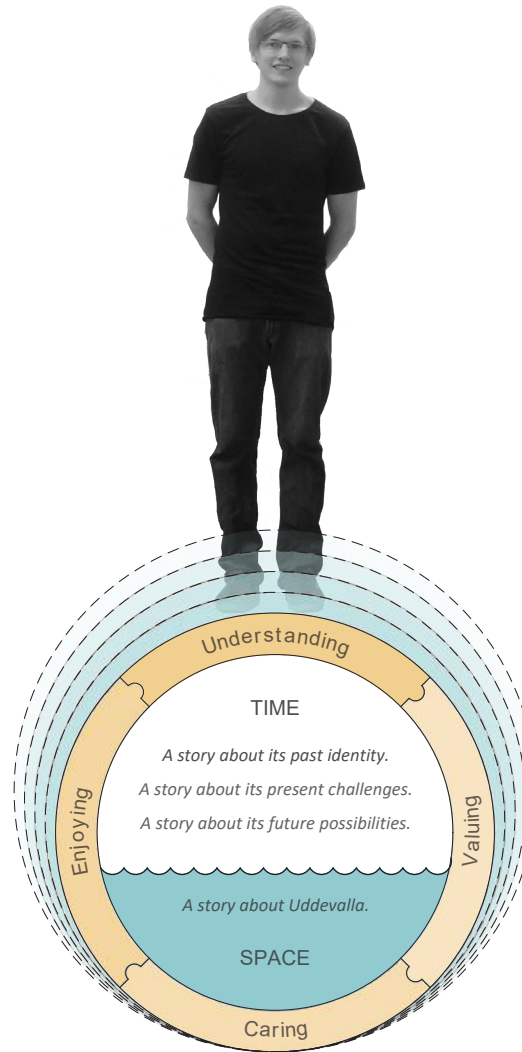 Understanding
TIME
A story about its past identity.
A story about its present challenges.
A story about its future possibilities.
Enjoying
Valuing
A story about Uddevalla.
SPACE
Caring